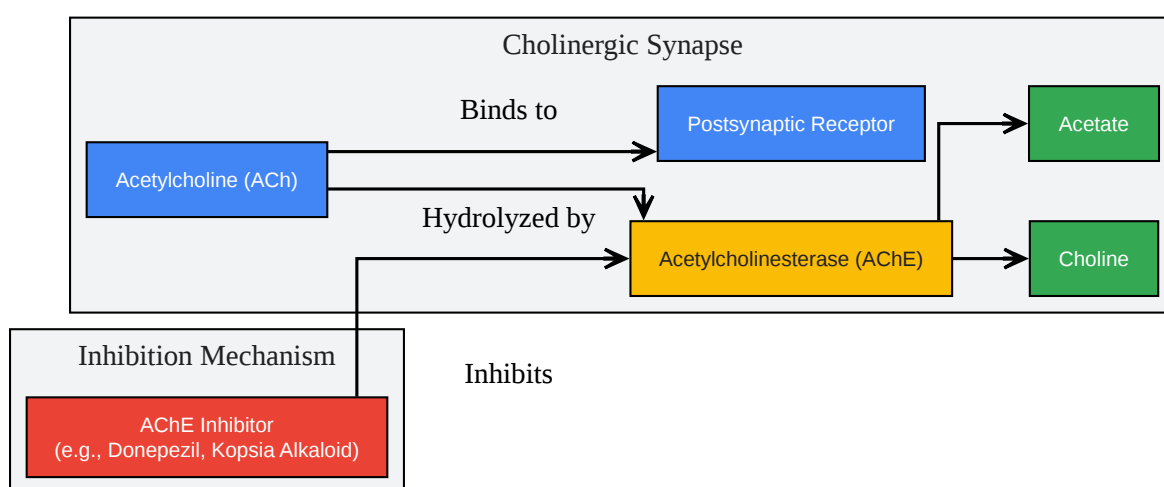 Cholinergic Synapse
Binds to
Postsynaptic Receptor
Acetate
Acetylcholine (ACh)
Hydrolyzed by
Acetylcholinesterase (AChE)
Choline
Inhibition Mechanism
Inhibits
AChE Inhibitor
(e.g., Donepezil, Kopsia Alkaloid)